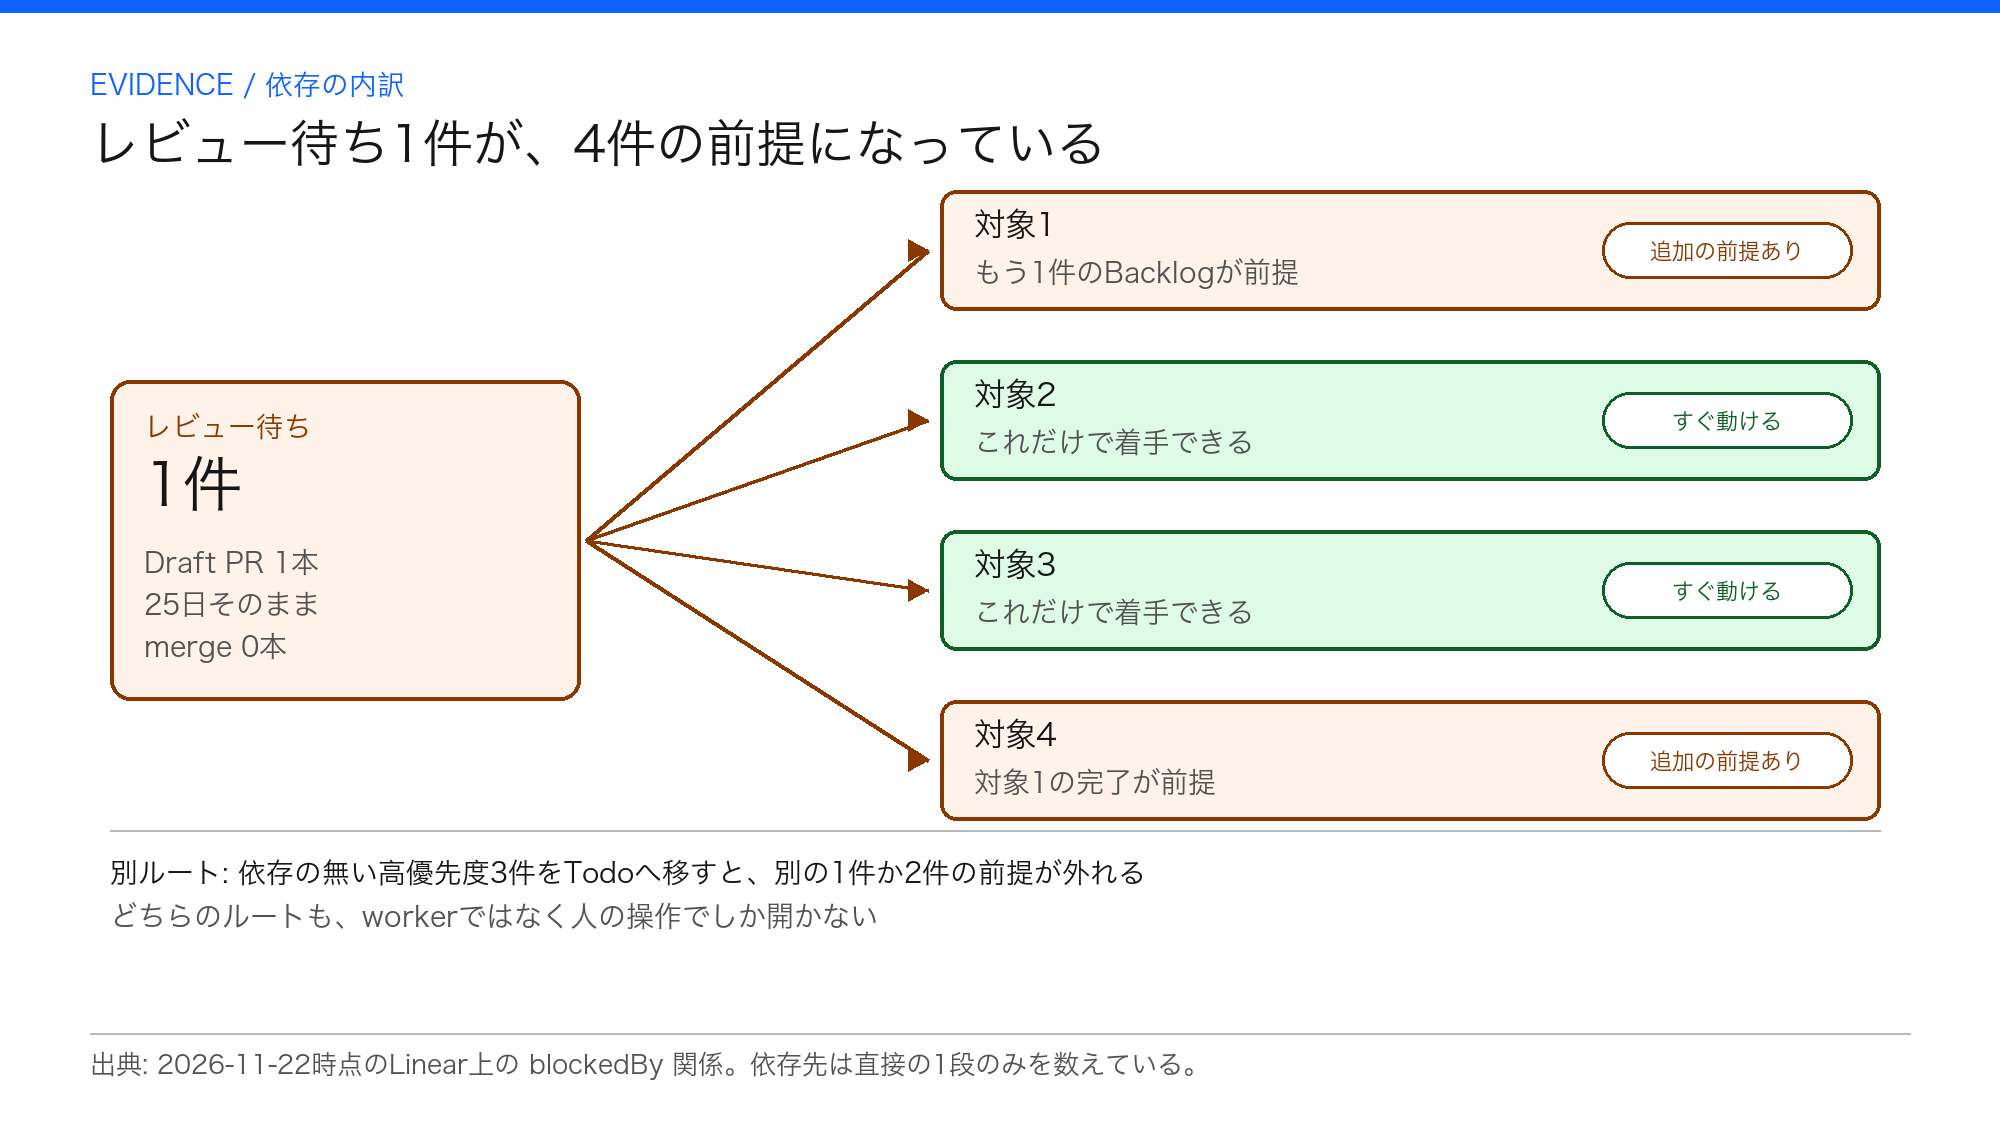 EVIDENCE / 依存の内訳
レビュー待ち1件が、4件の前提になっている
レビュー待ち
1件
Draft PR 1本
25日そのまま
merge 0本
対象1
もう1件のBacklogが前提
追加の前提あり
対象2
これだけで着手できる
すぐ動ける
対象3
これだけで着手できる
すぐ動ける
対象4
対象1の完了が前提
追加の前提あり
別ルート: 依存の無い高優先度3件をTodoへ移すと、別の1件か2件の前提が外れる
どちらのルートも、workerではなく人の操作でしか開かない
出典: 2026-11-22時点のLinear上の blockedBy 関係。依存先は直接の1段のみを数えている。